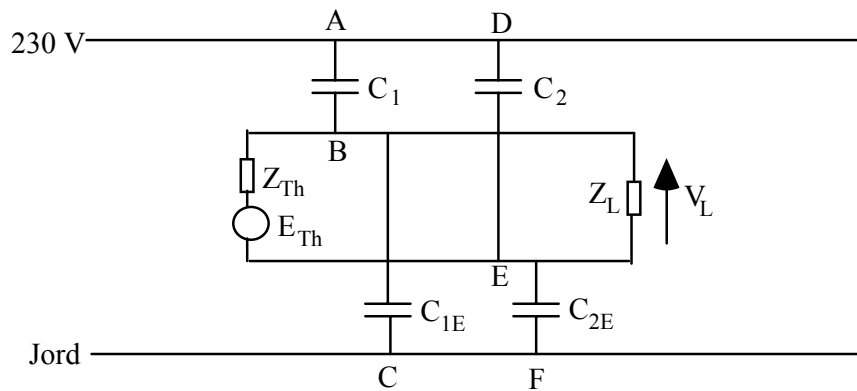 A D
230 V
C1 C2
B
ZTh
ETh
ZL VL
E
C1E C2E
Jord
C F